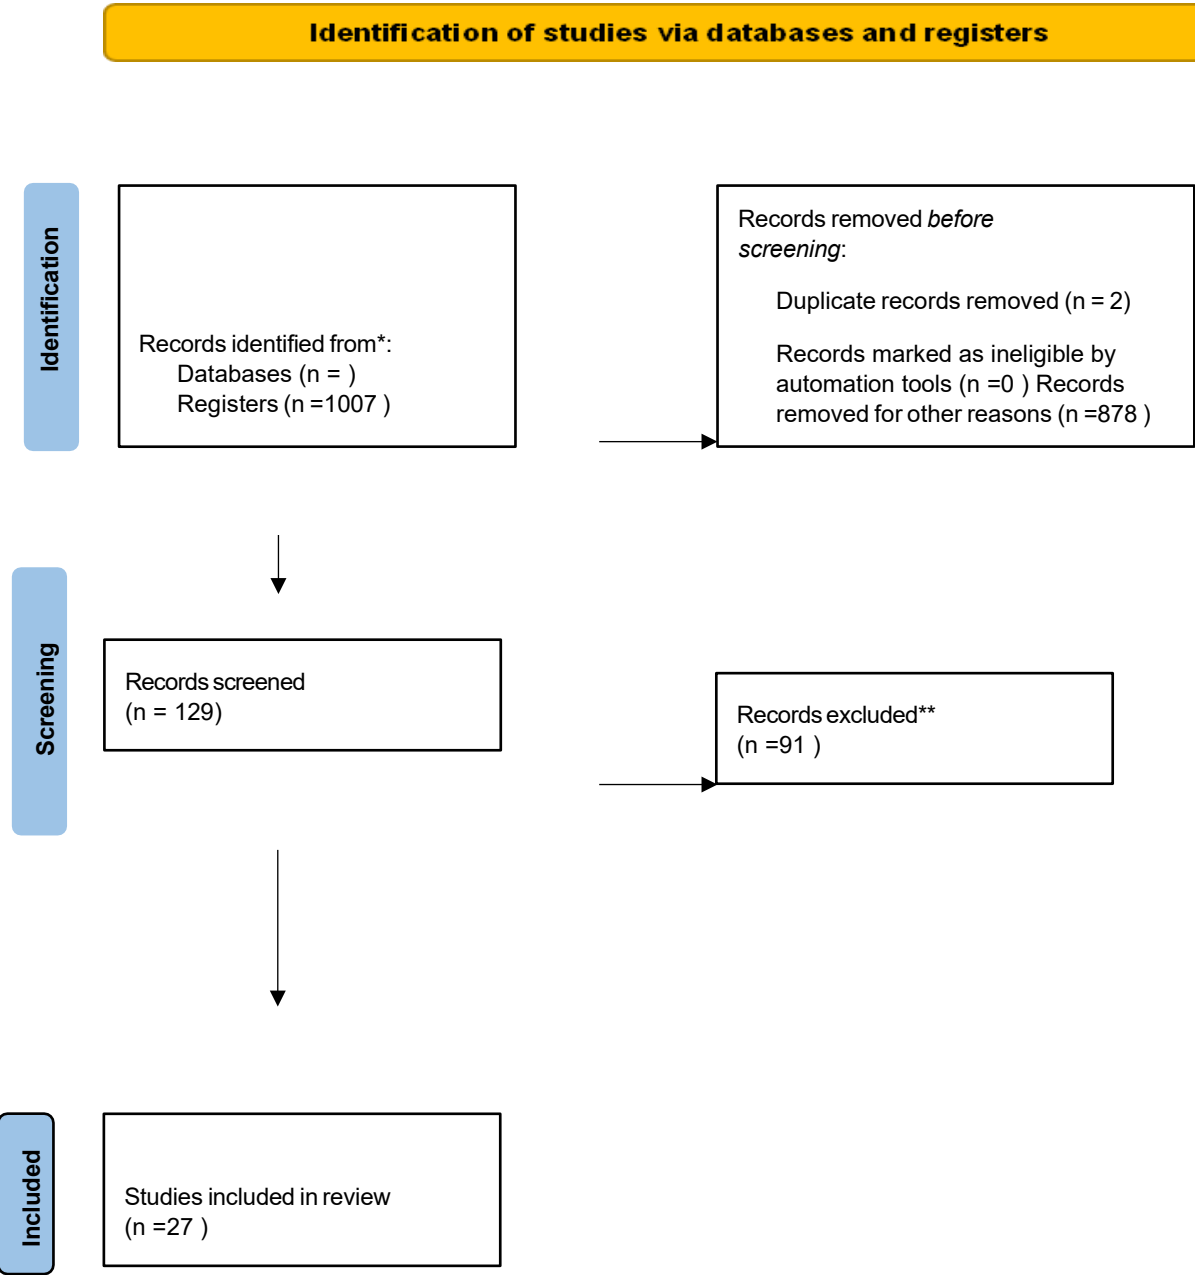 Identification of studies via databases and registers
Identification
Records identified from*:
Databases (n = )
Registers (n =1007 )
Records removed before
screening:
Duplicate records removed (n = 2)
Records marked as ineligible by
automation tools (n =0 ) Records
removed for other reasons (n =878 )
Screening
Records screened
(n = 129)
Records excluded**
(n =91 )
Included
Studies included in review
(n =27 )